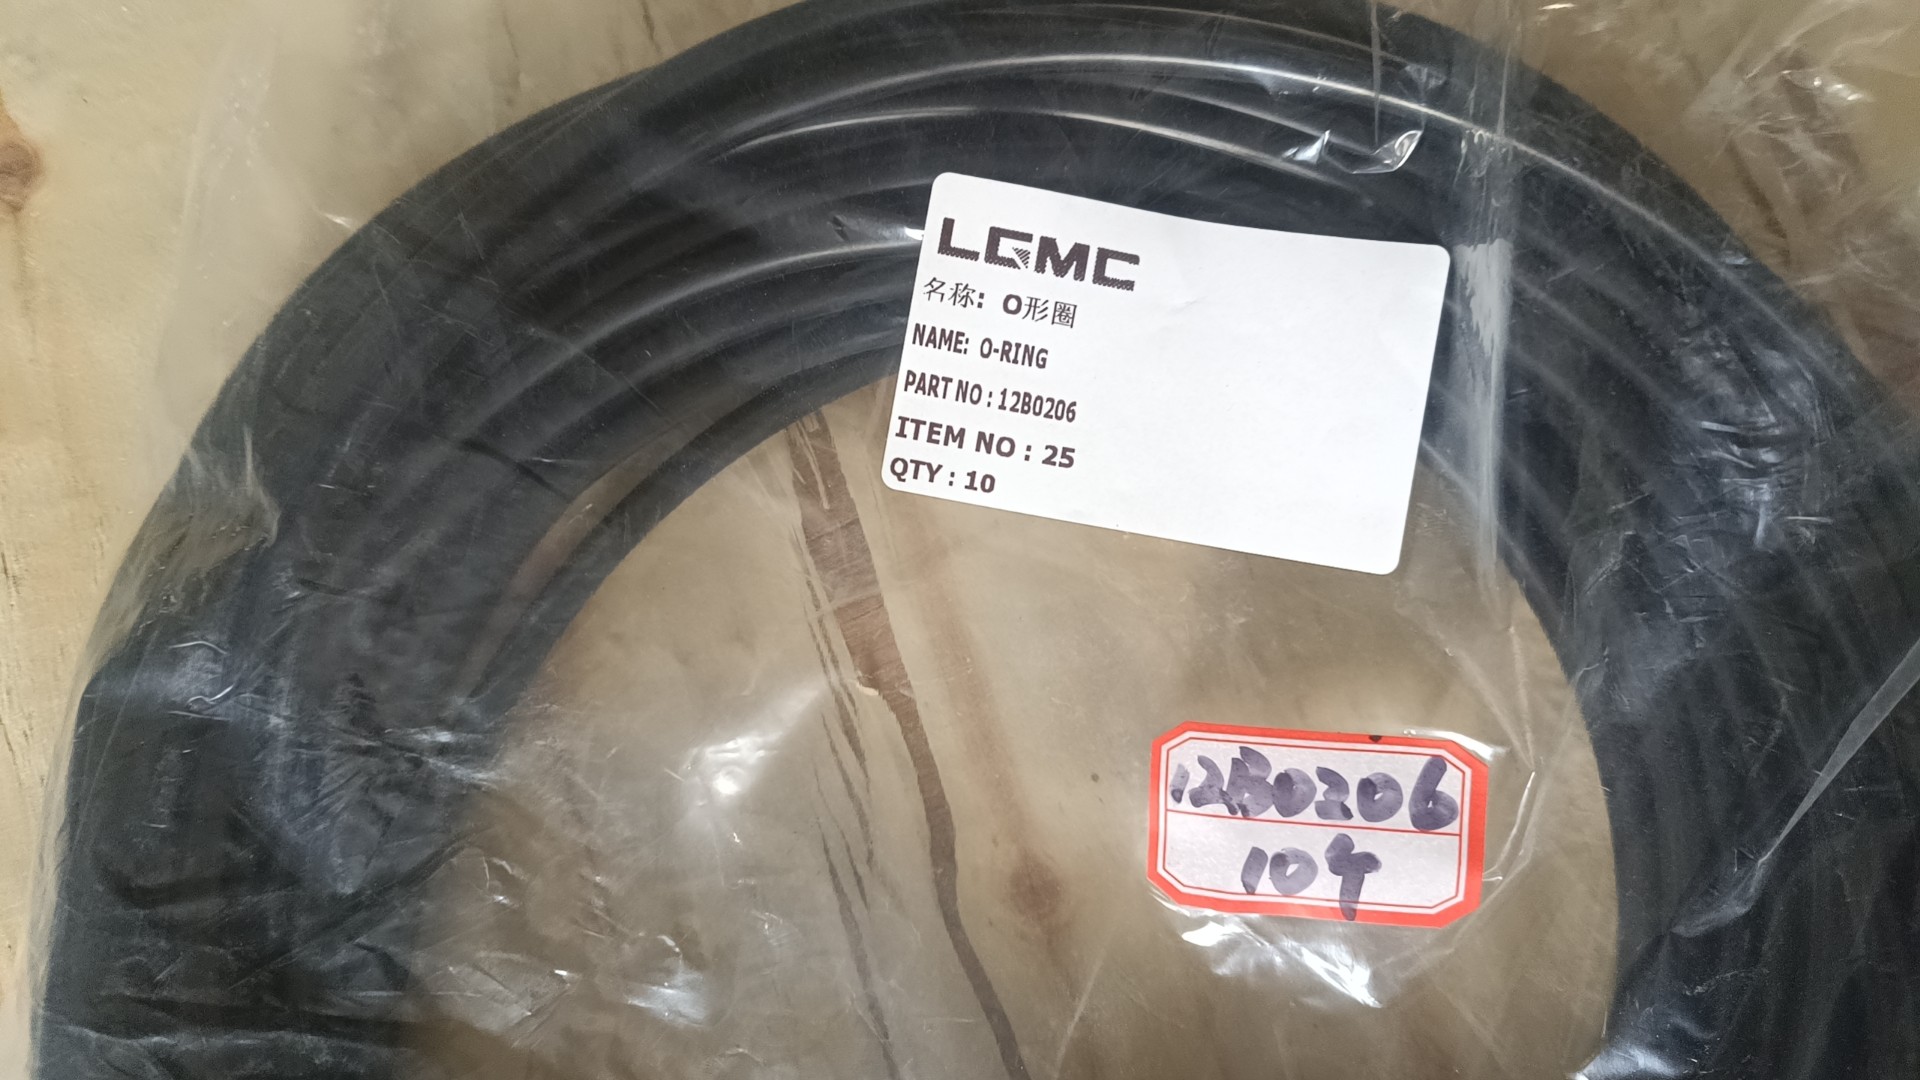 LGMC
名称: O形圈
NAME: O-RING
PART NO : 12B0206
ITEM NO : 25
QTY : 10
12B0206
10个